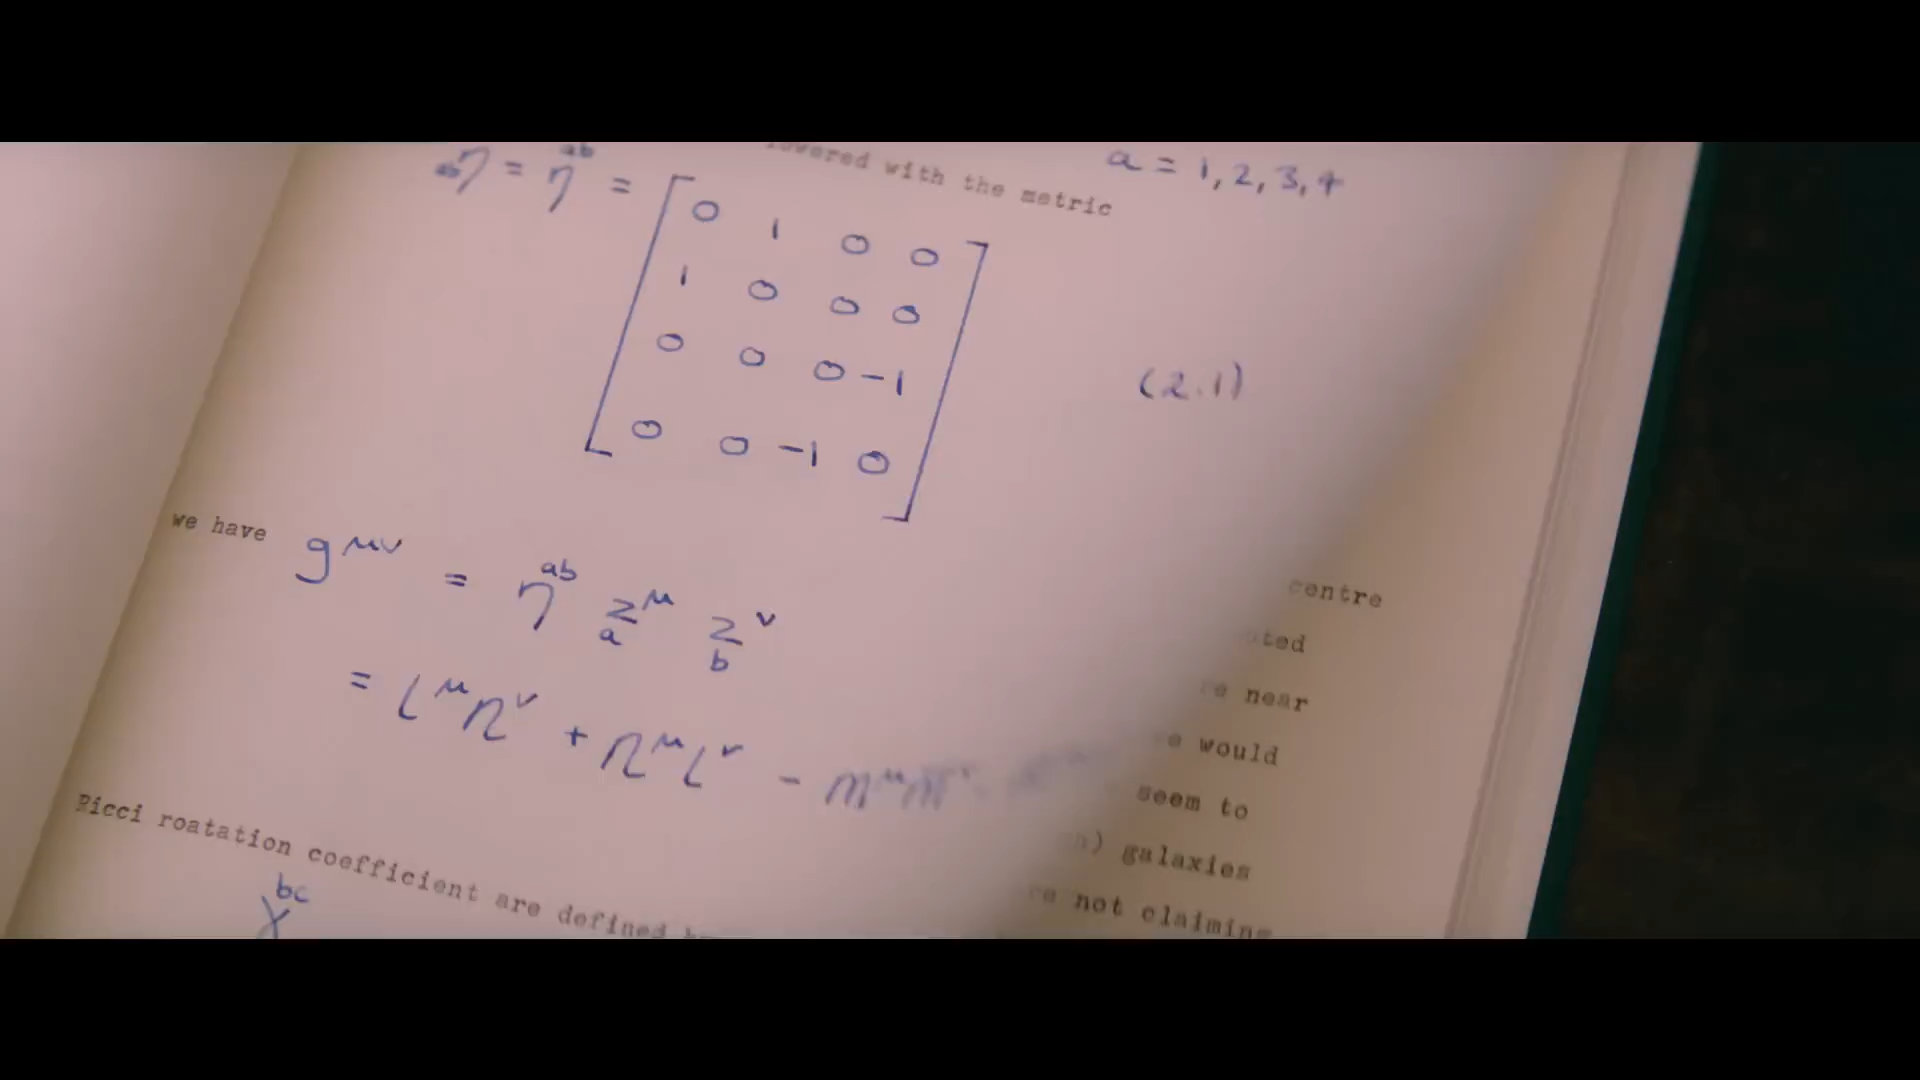 lowered with the metric
a = 1, 2, 3, 4
abη = η^ab = [0 1 0 0
1 0 0 0
0 0 0 -1
0 0 -1 0]
(2.1)
we have g^μν = η^ab z_a^μ z_b^ν
= L^μ n^ν + n^μ L^ν - m^μ m̅^ν -
Ricci roatation coefficient are defined
γ^bc
centre
near
would
seem to
galaxies
not claiming